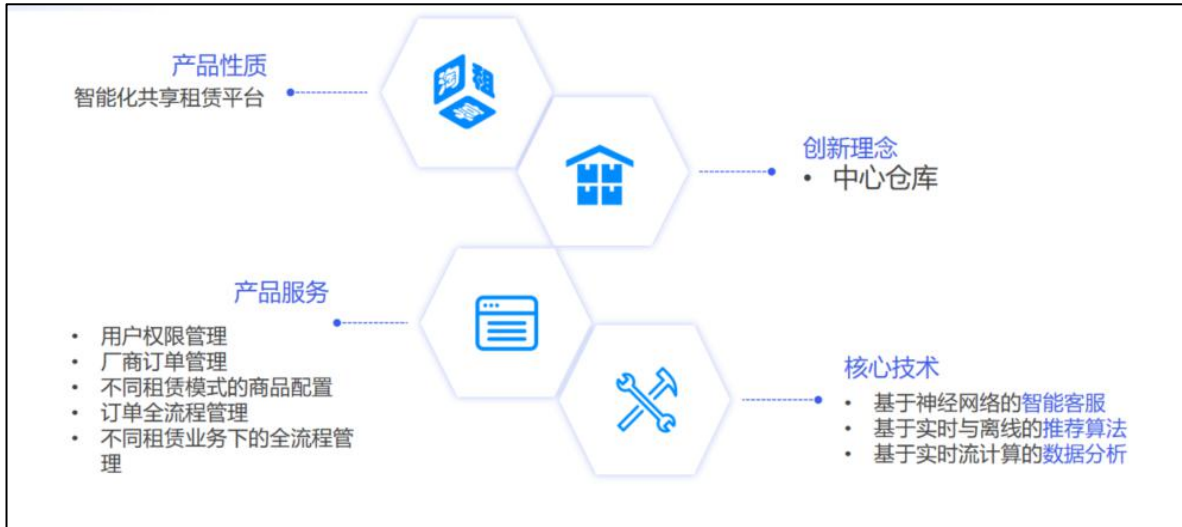 产品性质
智能化共享租赁平台
淘租
享
创新理念
• 中心仓库
产品服务
• 用户权限管理
• 厂商订单管理
• 不同租赁模式的商品配置
• 订单全流程管理
• 不同租赁业务下的全流程管
理
核心技术
• 基于神经网络的智能客服
• 基于实时与离线的推荐算法
• 基于实时流计算的数据分析